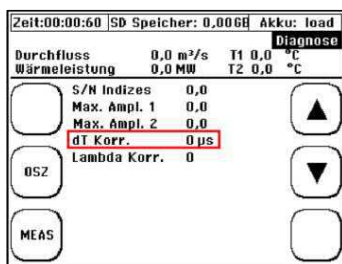 Zeit:00:00:60 SD Speicher: 0,00GB Akku: load
Diagnose
Durchfluss 0,0 m³/s T1 0,0 °C
Wärmeleistung 0,0 MW T2 0,0 °C
S/N Indizes 0,0
Max. Ampl. 1 0,0
Max. Ampl. 2 0,0
dT Korr. 0 µs
Lambda Korr. 0
OSZ
MEAS